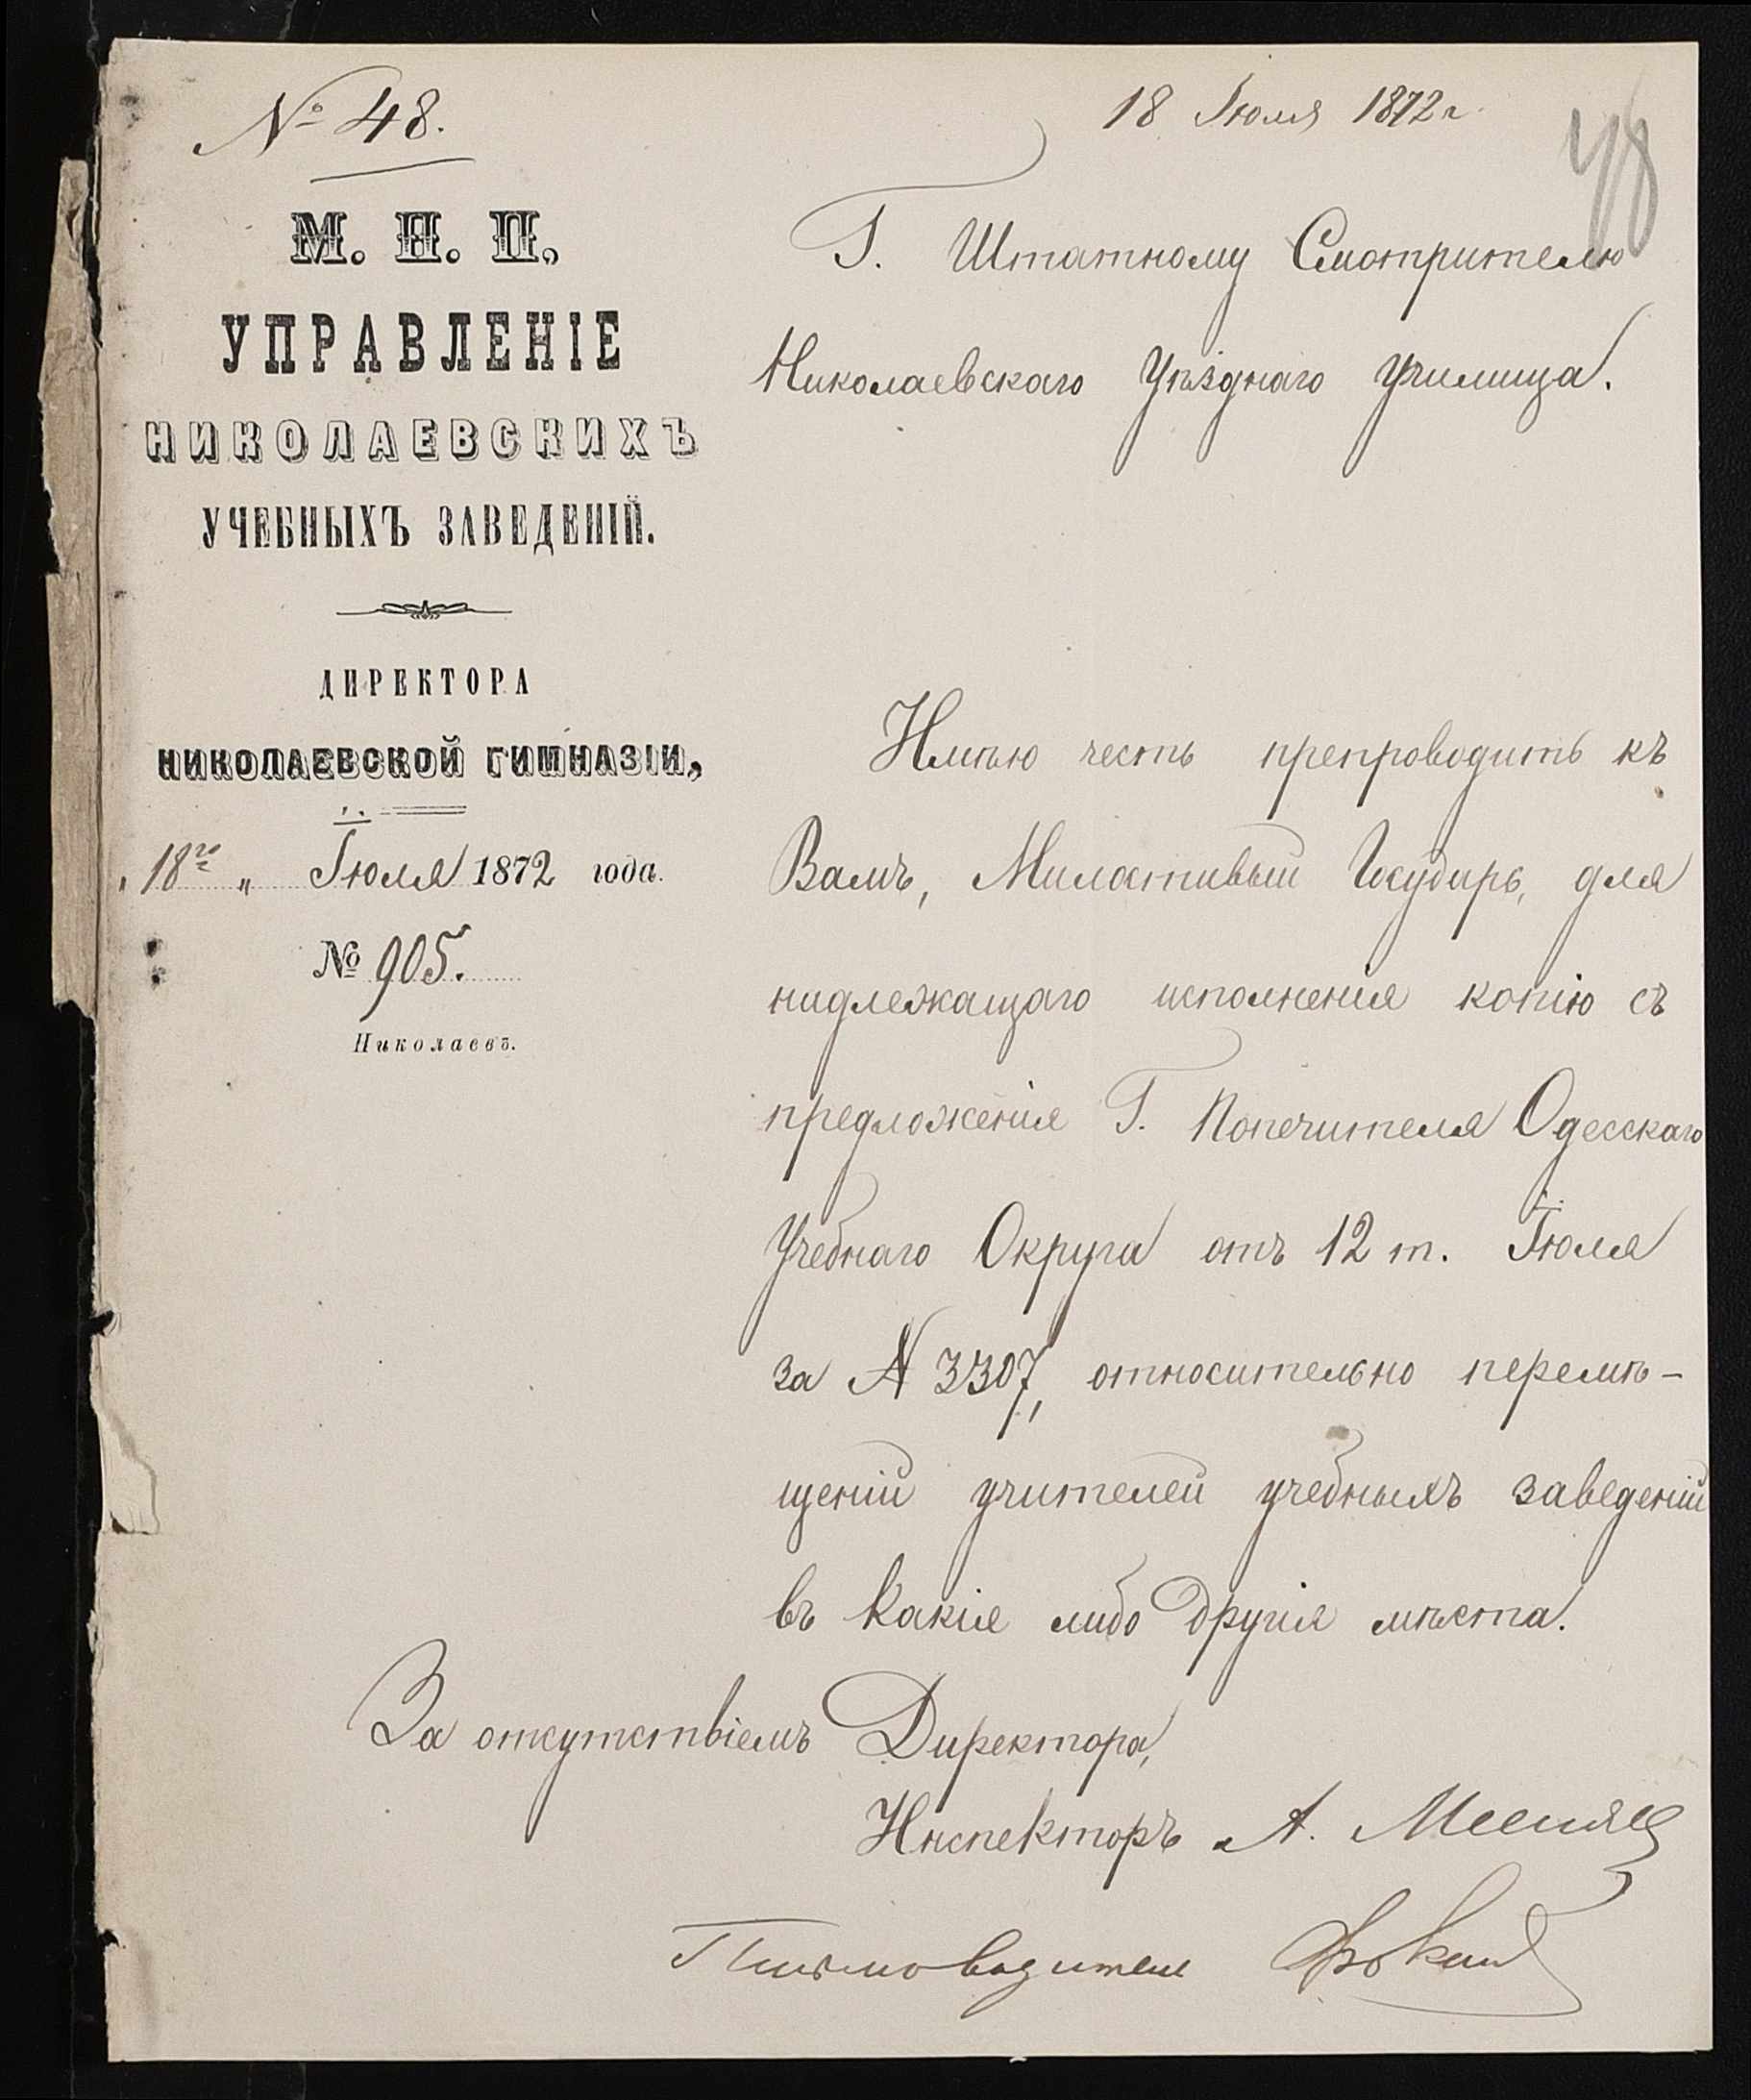 № 48.
18 Іюля 1872 г.
48
М. Н. П.
УПРАВЛЕНІЕ
НИКОЛАЕВСКИХЪ
УЧЕБНЫХЪ ЗАВЕДЕНІЙ.
ДИРЕКТОРА
НИКОЛАЕВСКОЙ ГИМНАЗІИ,
„ 18го „ Іюля 1872 года.
№ 905.
Николаевъ.
Г. Штатному Смотрителю
Николаевскаго Уѣзднаго Училища.
Имѣю честь препроводить къ
Вамъ, Милостивый Государь, для
надлежащаго исполненія копію съ
предложенія Г. Попечителя Одесскаго
Учебнаго Округа отъ 12 т. Іюля
за № 3307, относительно перемѣ-
щеній учителей учебныхъ заведеній
въ какія либо другія мѣста.
За отсутствіемъ Директора,
Инспекторъ А.
Письмоводитель